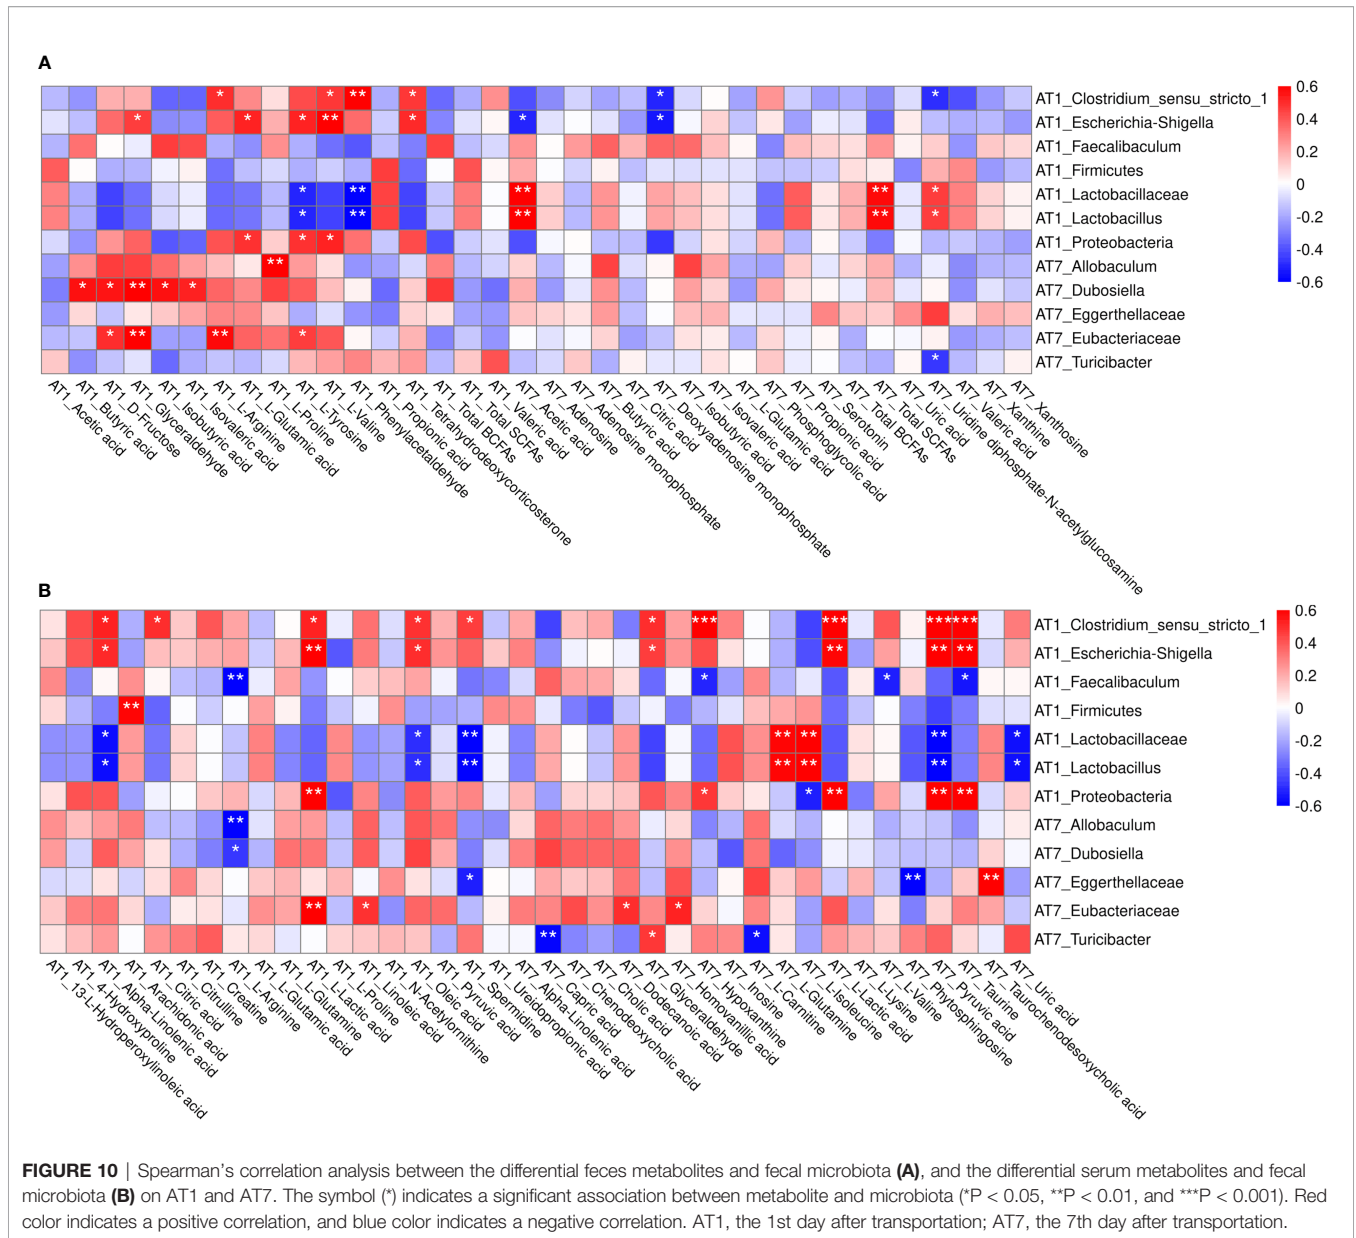 A
* * ** * * * AT1_Clostridium_sensu_stricto_1
* * * ** * * * AT1_Escherichia-Shigella
AT1_Faecalibaculum
AT1_Firmicutes
* ** ** ** * AT1_Lactobacillaceae
* ** ** ** * AT1_Lactobacillus
* * * AT1_Proteobacteria
** AT7_Allobaculum
* * ** * * AT7_Dubosiella
AT7_Eggerthellaceae
* ** ** * AT7_Eubacteriaceae
* AT7_Turicibacter
0.6
0.4
0.2
0
-0.2
-0.4
-0.6
AT1_Acetic acid
AT1_Butyric acid
AT1_D-Fructose
AT1_Glyceraldehyde
AT1_Isobutyric acid
AT1_Isovaleric acid
AT1_L-Arginine
AT1_L-Glutamic acid
AT1_L-Proline
AT1_L-Tyrosine
AT1_L-Valine
AT1_Phenylacetaldehyde
AT1_Propionic acid
AT1_Tetrahydrodeoxycorticosterone
AT1_Total BCFAs
AT1_Total SCFAs
AT1_Valeric acid
AT7_Acetic acid
AT7_Adenosine
AT7_Adenosine monophosphate
AT7_Butyric acid
AT7_Citric acid
AT7_Deoxyadenosine monophosphate
AT7_Isobutyric acid
AT7_Isovaleric acid
AT7_L-Glutamic acid
AT7_Phosphoglycolic acid
AT7_Propionic acid
AT7_Serotonin
AT7_Total BCFAs
AT7_Total SCFAs
AT7_Uric acid
AT7_Uridine diphosphate-N-acetylglucosamine
AT7_Valeric acid
AT7_Xanthine
AT7_Xanthosine
B
* * * * * * *** *** *** *** AT1_Clostridium_sensu_stricto_1
* ** * * ** ** ** AT1_Escherichia-Shigella
** * * * AT1_Faecalibaculum
** AT1_Firmicutes
* * ** ** ** ** * AT1_Lactobacillaceae
* * ** ** ** ** * AT1_Lactobacillus
** * * ** ** ** AT1_Proteobacteria
** AT7_Allobaculum
* AT7_Dubosiella
* ** ** AT7_Eggerthellaceae
** * * * AT7_Eubacteriaceae
** * * AT7_Turicibacter
0.6
0.4
0.2
0
-0.2
-0.4
-0.6
AT1_13-L-Hydroperoxylinoleic acid
AT1_4-Hydroxyproline
AT1_Alpha-Linolenic acid
AT1_Arachidonic acid
AT1_Citric acid
AT1_Citrulline
AT1_Creatine
AT1_L-Arginine
AT1_L-Glutamic acid
AT1_L-Glutamine
AT1_L-Lactic acid
AT1_L-Proline
AT1_Linoleic acid
AT1_N-Acetylornithine
AT1_Oleic acid
AT1_Pyruvic acid
AT1_Spermidine
AT1_Ureidopropionic acid
AT7_Alpha-Linolenic acid
AT7_Capric acid
AT7_Chenodeoxycholic acid
AT7_Cholic acid
AT7_Dodecanoic acid
AT7_Glyceraldehyde
AT7_Homovanillic acid
AT7_Hypoxanthine
AT7_Inosine
AT7_L-Carnitine
AT7_L-Glutamine
AT7_L-Isoleucine
AT7_L-Lactic acid
AT7_L-Lysine
AT7_L-Valine
AT7_Phytosphingosine
AT7_Pyruvic acid
AT7_Taurine
AT7_Taurochenodesoxycholic acid
AT7_Uric acid
FIGURE 10 | Spearman's correlation analysis between the differential feces metabolites and fecal microbiota (A), and the differential serum metabolites and fecal
microbiota (B) on AT1 and AT7. The symbol (*) indicates a significant association between metabolite and microbiota (*P < 0.05, **P < 0.01, and ***P < 0.001). Red
color indicates a positive correlation, and blue color indicates a negative correlation. AT1, the 1st day after transportation; AT7, the 7th day after transportation.